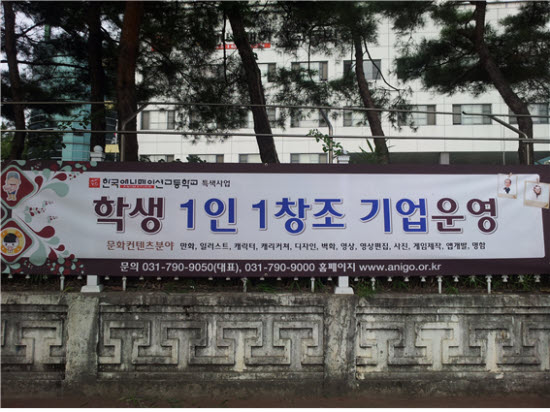 한국애니메이션고등학교 특색사업
학생 1인 1창조 기업운영
문화컨텐츠분야 만화, 일러스트, 캐릭터, 캐리커쳐, 디자인, 벽화, 영상, 영상편집, 사진, 게임제작, 앱개발, 명함
문의 031-790-9050(대표), 031-790-9000 홈페이지 www.anigo.or.kr